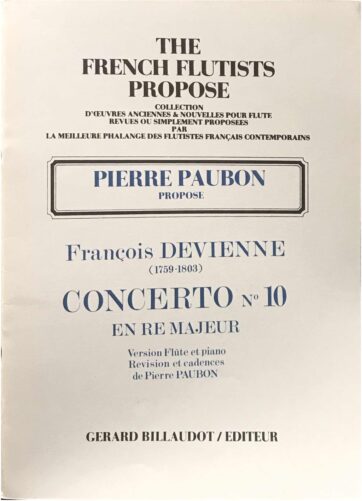 THE
FRENCH FLUTISTS
PROPOSE
COLLECTION
D'ŒUVRES ANCIENNES & NOUVELLES POUR FLUTE
REVUES OU SIMPLEMENT PROPOSEES
PAR
LA MEILLEURE PHALANGE DES FLUTISTES FRANÇAIS CONTEMPORAINS
PIERRE PAUBON
PROPOSE
François DEVIENNE
(1759-1803)
CONCERTO Nº 10
EN RE MAJEUR
Version Flûte et piano
Revision et cadences
de Pierre PAUBON
GERARD BILLAUDOT/EDITEUR